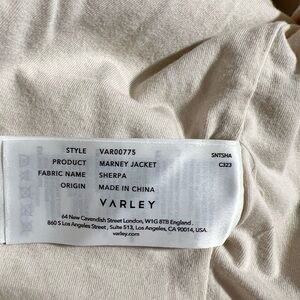 STYLE VAR00775
PRODUCT MARNEY JACKET SNTSHA
FABRIC NAME SHERPA C323
ORIGIN MADE IN CHINA
VARLEY
64 New Cavendish Street London, W1G 8TB England.
860 S Los Angeles Street, Suite 513, Los Angeles, CA 90014, USA.
varley.com